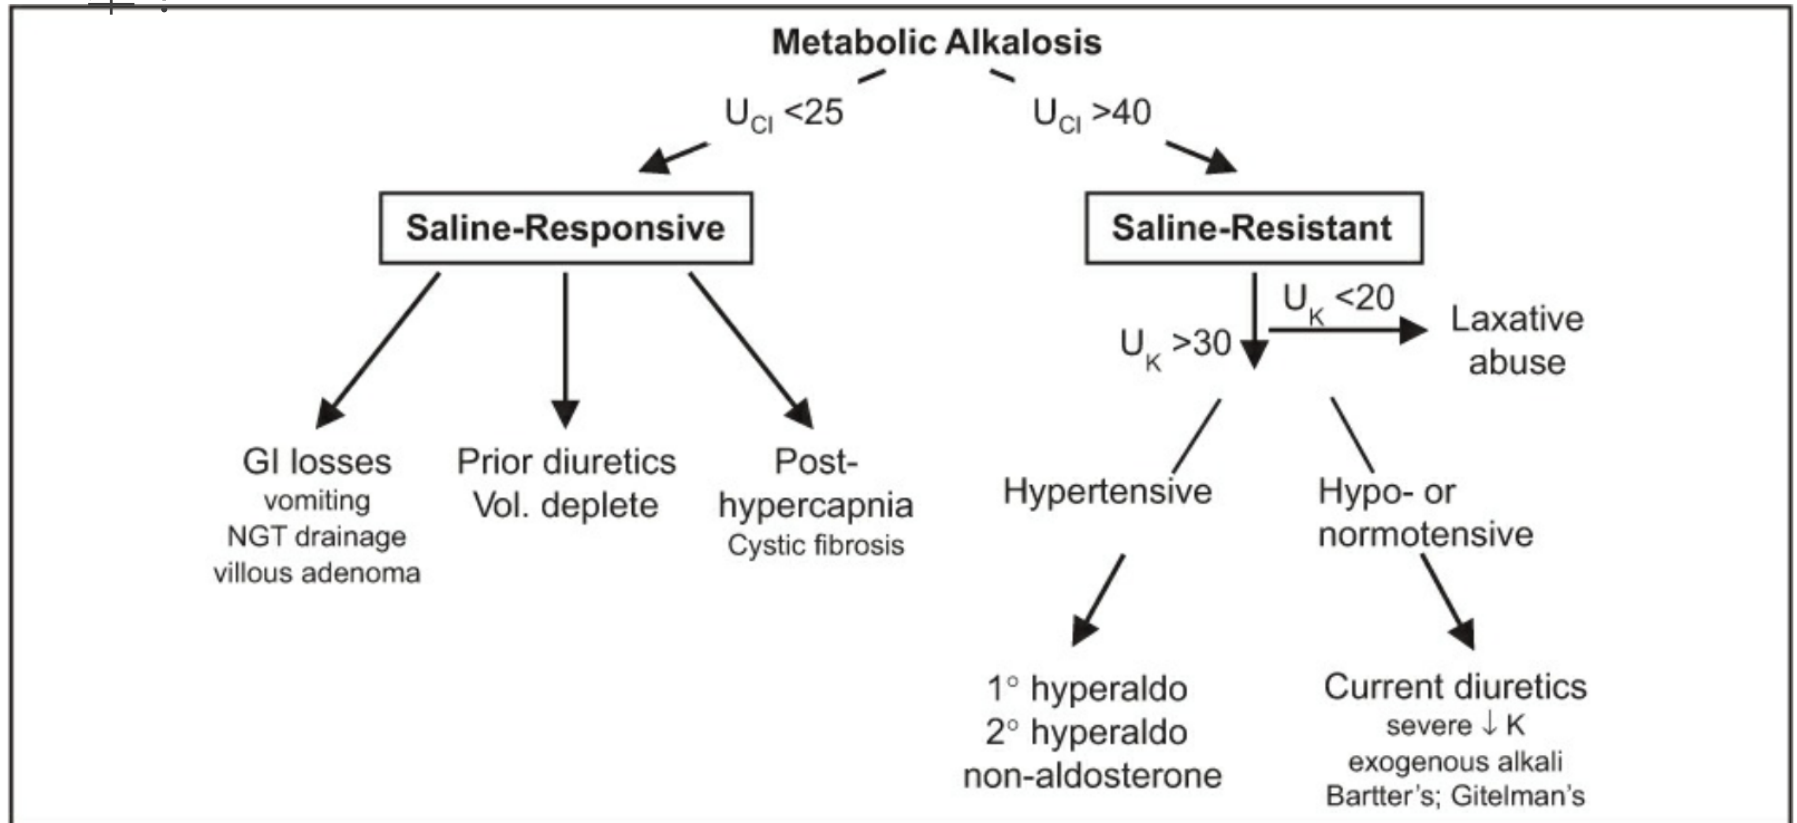 Metabolic Alkalosis
UCl <25
UCl >40
Saline-Responsive
Saline-Resistant
UK <20
UK >30
Laxative
abuse
GI losses
vomiting
NGT drainage
villous adenoma
Prior diuretics
Vol. deplete
Post-
hypercapnia
Cystic fibrosis
Hypertensive
Hypo- or
normotensive
1° hyperaldo
2° hyperaldo
non-aldosterone
Current diuretics
severe ↓ K
exogenous alkali
Bartter's; Gitelman's